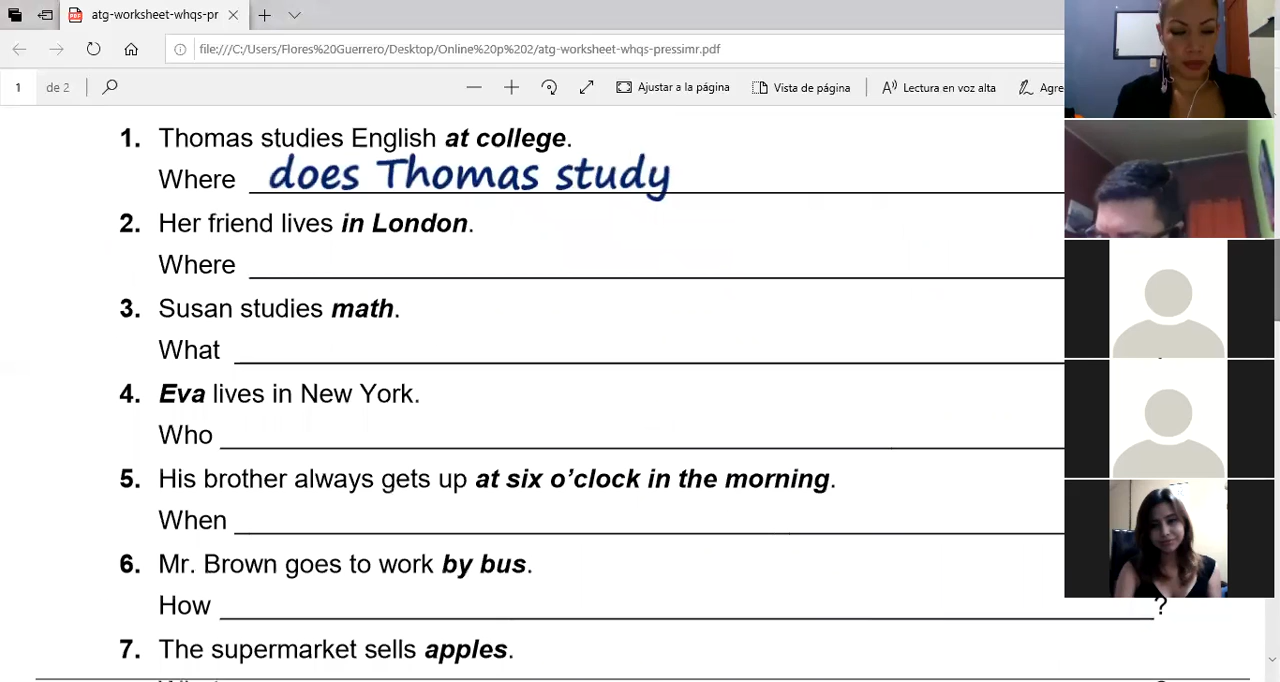 atg-worksheet-whqs-pr
file:///C:/Users/Flores%20Guerrero/Desktop/Online%20p%202/atg-worksheet-whqs-pressimr.pdf
1 de 2 Ajustar a la página Vista de página Lectura en voz alta Agre
1. Thomas studies English at college.
Where does Thomas study
2. Her friend lives in London.
Where
3. Susan studies math.
What
4. Eva lives in New York.
Who
5. His brother always gets up at six o'clock in the morning.
When
6. Mr. Brown goes to work by bus.
How ?
7. The supermarket sells apples.